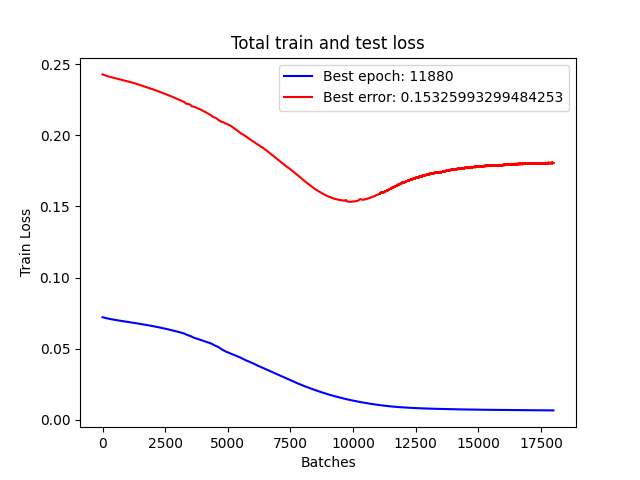 Total train and test loss
Best epoch: 11880
Best error: 0.15325993299484253
Train Loss
0.25
0.20
0.15
0.10
0.05
0.00
0 2500 5000 7500 10000 12500 15000 17500
Batches